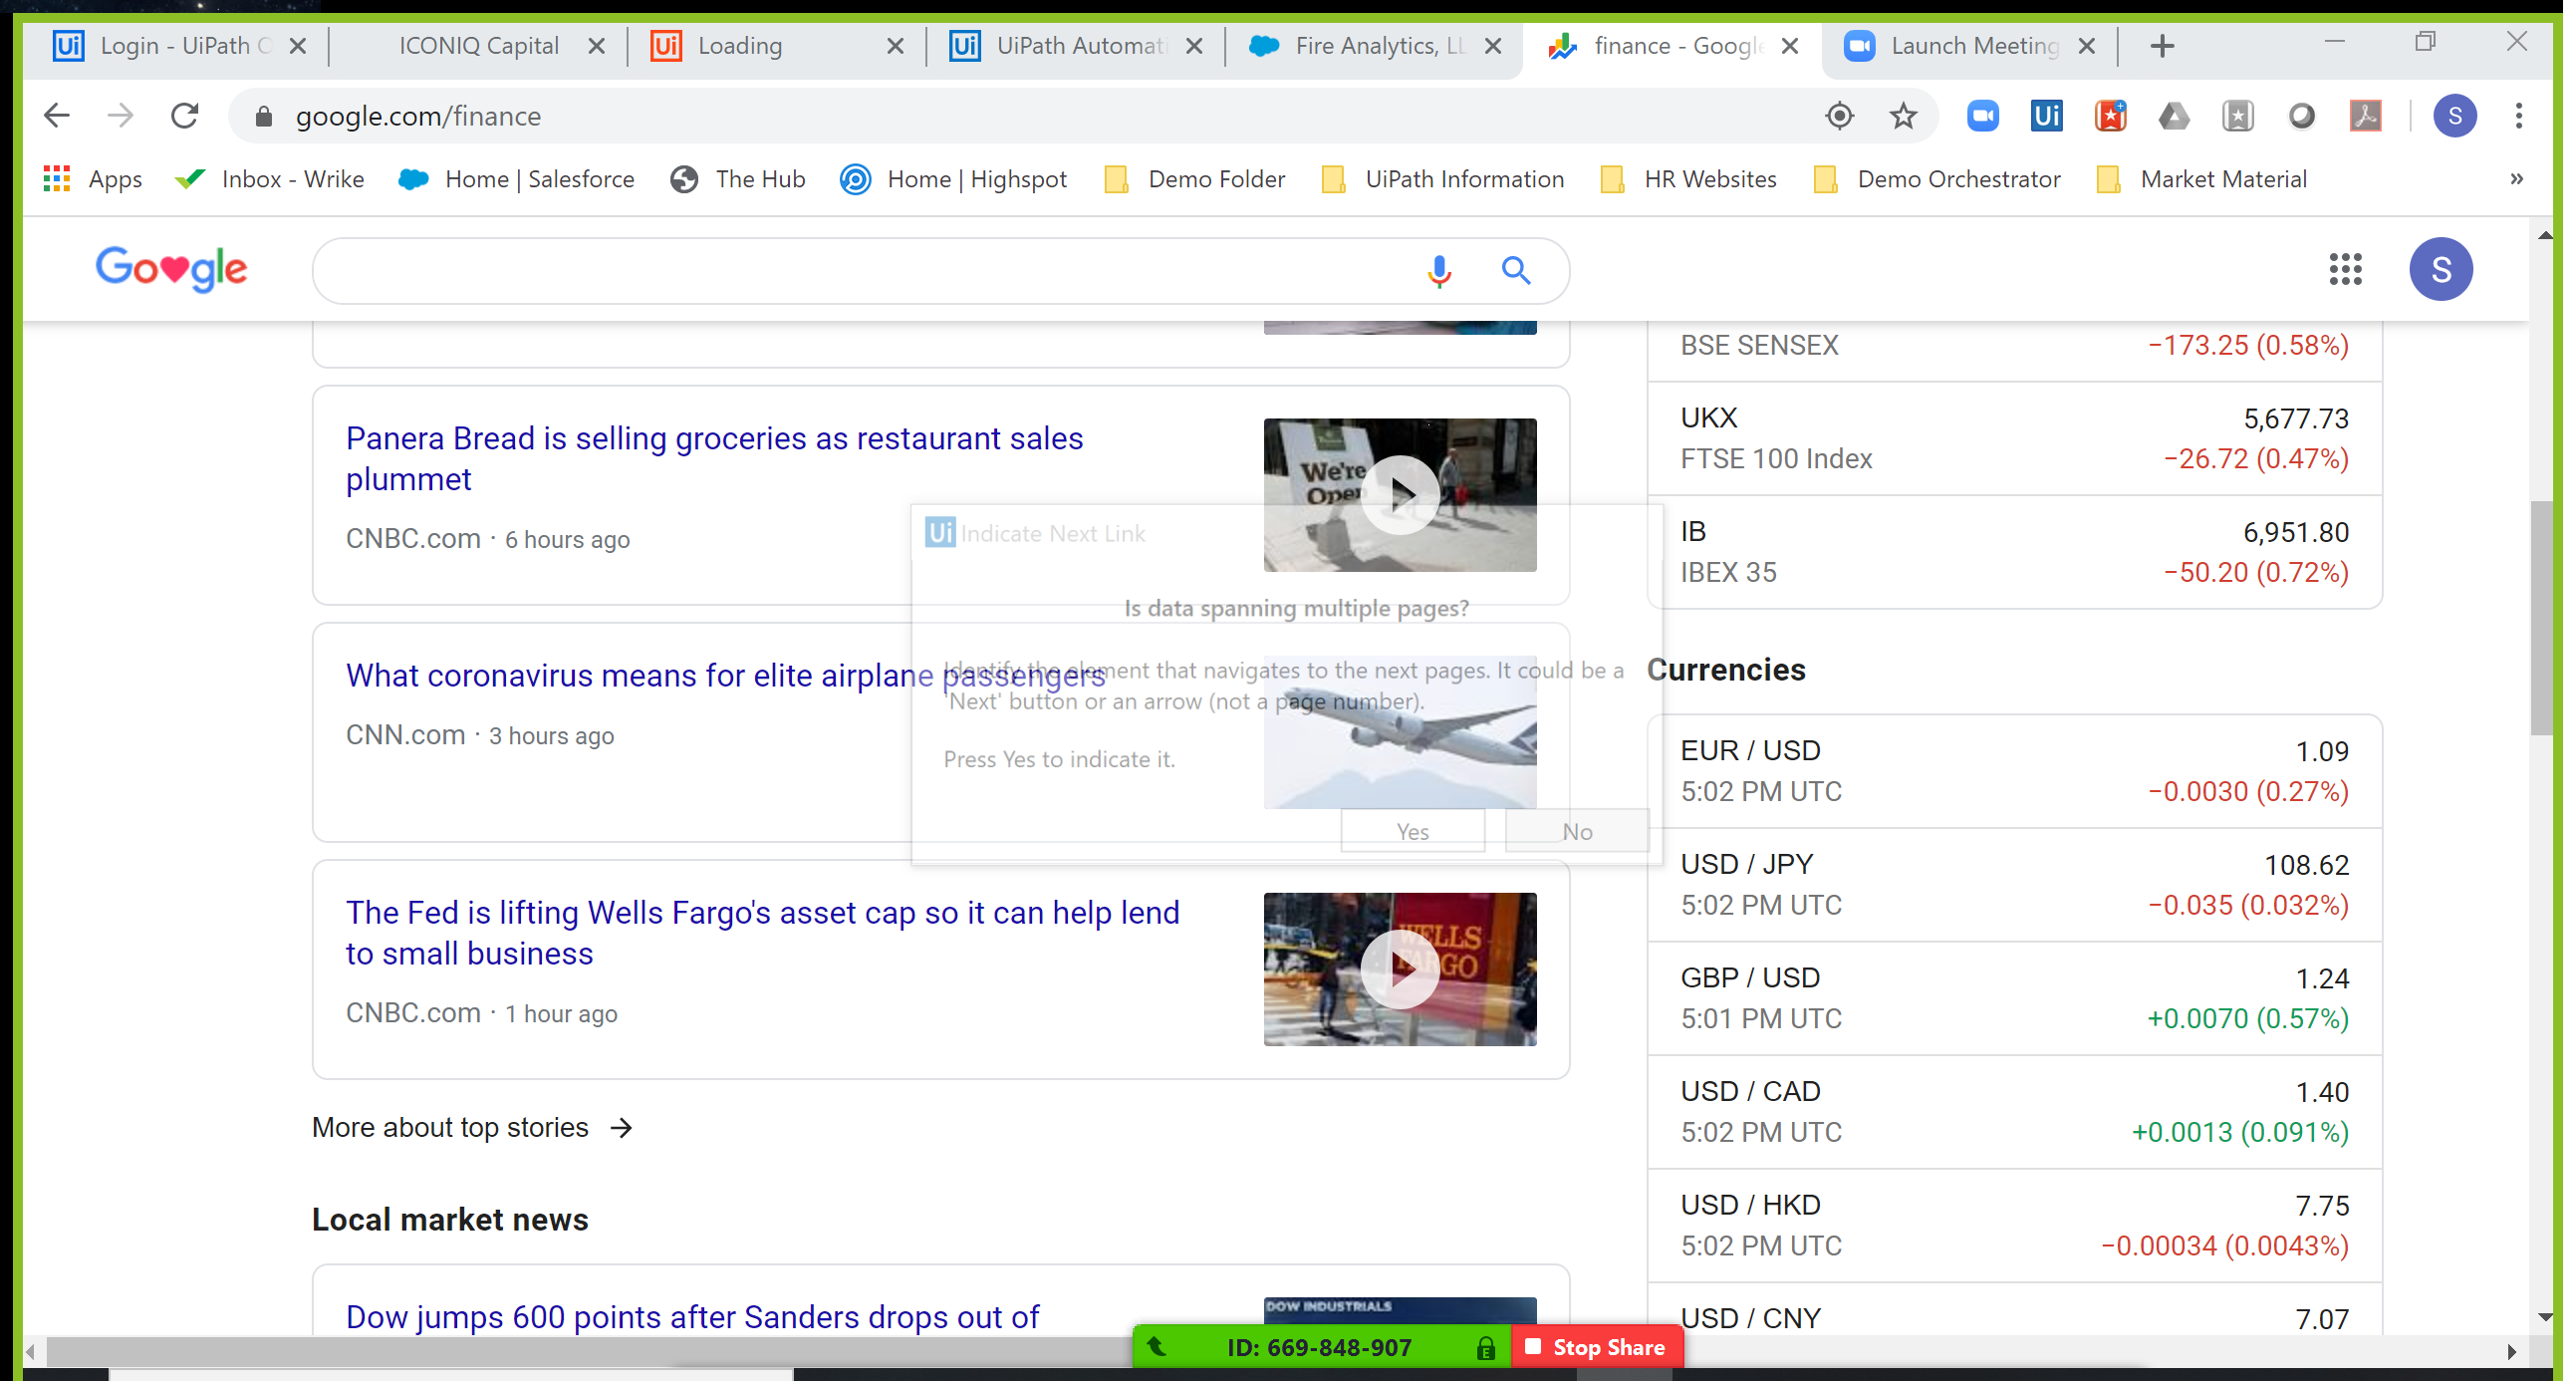 Login - UiPath O
ICONIQ Capital
Loading
UiPath Automati
Fire Analytics, LL
finance - Google
Launch Meeting
google.com/finance
Apps
Inbox - Wrike
Home | Salesforce
The Hub
Home | Highspot
Demo Folder
UiPath Information
HR Websites
Demo Orchestrator
Market Material
»
Google
S
Panera Bread is selling groceries as restaurant sales
plummet
CNBC.com · 6 hours ago
We're
Open
Ui Indicate Next Link
Is data spanning multiple pages?
Identify the element that navigates to the next pages. It could be a
'Next' button or an arrow (not a page number).
Press Yes to indicate it.
Yes
No
What coronavirus means for elite airplane passengers
CNN.com · 3 hours ago
The Fed is lifting Wells Fargo's asset cap so it can help lend
to small business
CNBC.com · 1 hour ago
WELLS
FARGO
More about top stories
Local market news
Dow jumps 600 points after Sanders drops out of
DOW INDUSTRIALS
BSE SENSEX −173.25 (0.58%)
UKX 5,677.73
FTSE 100 Index −26.72 (0.47%)
IB 6,951.80
IBEX 35 −50.20 (0.72%)
Currencies
EUR / USD 1.09
5:02 PM UTC −0.0030 (0.27%)
USD / JPY 108.62
5:02 PM UTC −0.035 (0.032%)
GBP / USD 1.24
5:01 PM UTC +0.0070 (0.57%)
USD / CAD 1.40
5:02 PM UTC +0.0013 (0.091%)
USD / HKD 7.75
5:02 PM UTC −0.00034 (0.0043%)
USD / CNY 7.07
ID: 669-848-907
Stop Share